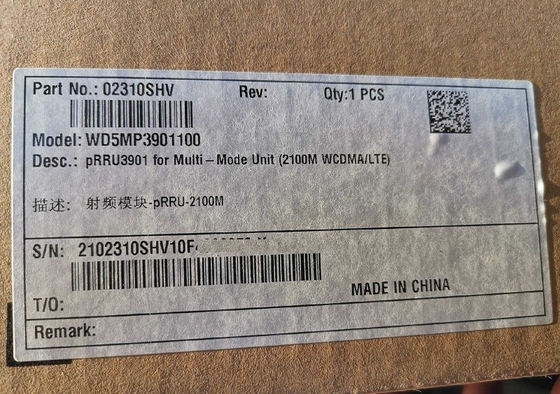 Part No.: 02310SHV Rev: Qty:1 PCS
Model: WD5MP3901100
Desc.: pRRU3901 for Multi-Mode Unit (2100M WCDMA/LTE)
描述: 射频模块-pRRU-2100M
S/N: 2102310SHV10F
MADE IN CHINA
T/O:
Remark: